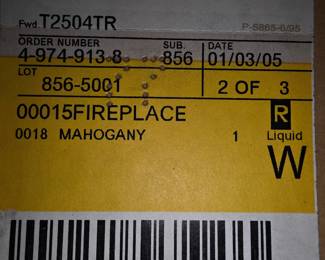 Fwd. T2504TR
P-5865-6/95
ORDER NUMBER SUB. DATE
4-974-913-8 856 01/03/05
LOT
856-5001 2 OF 3
00015FIREPLACE R
0018 MAHOGANY 1 Liquid
W